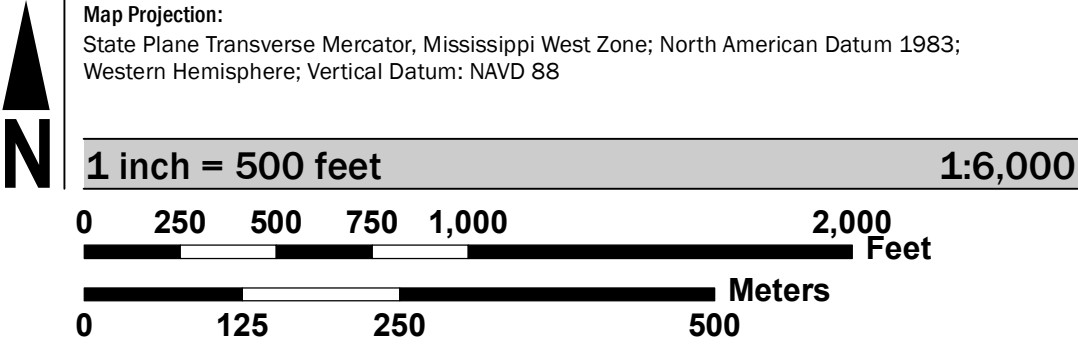 N
Map Projection:
State Plane Transverse Mercator, Mississippi West Zone; North American Datum 1983;
Western Hemisphere; Vertical Datum: NAVD 88
1 inch = 500 feet 1:6,000
0 250 500 750 1,000 2,000
Feet
Meters
0 125 250 500